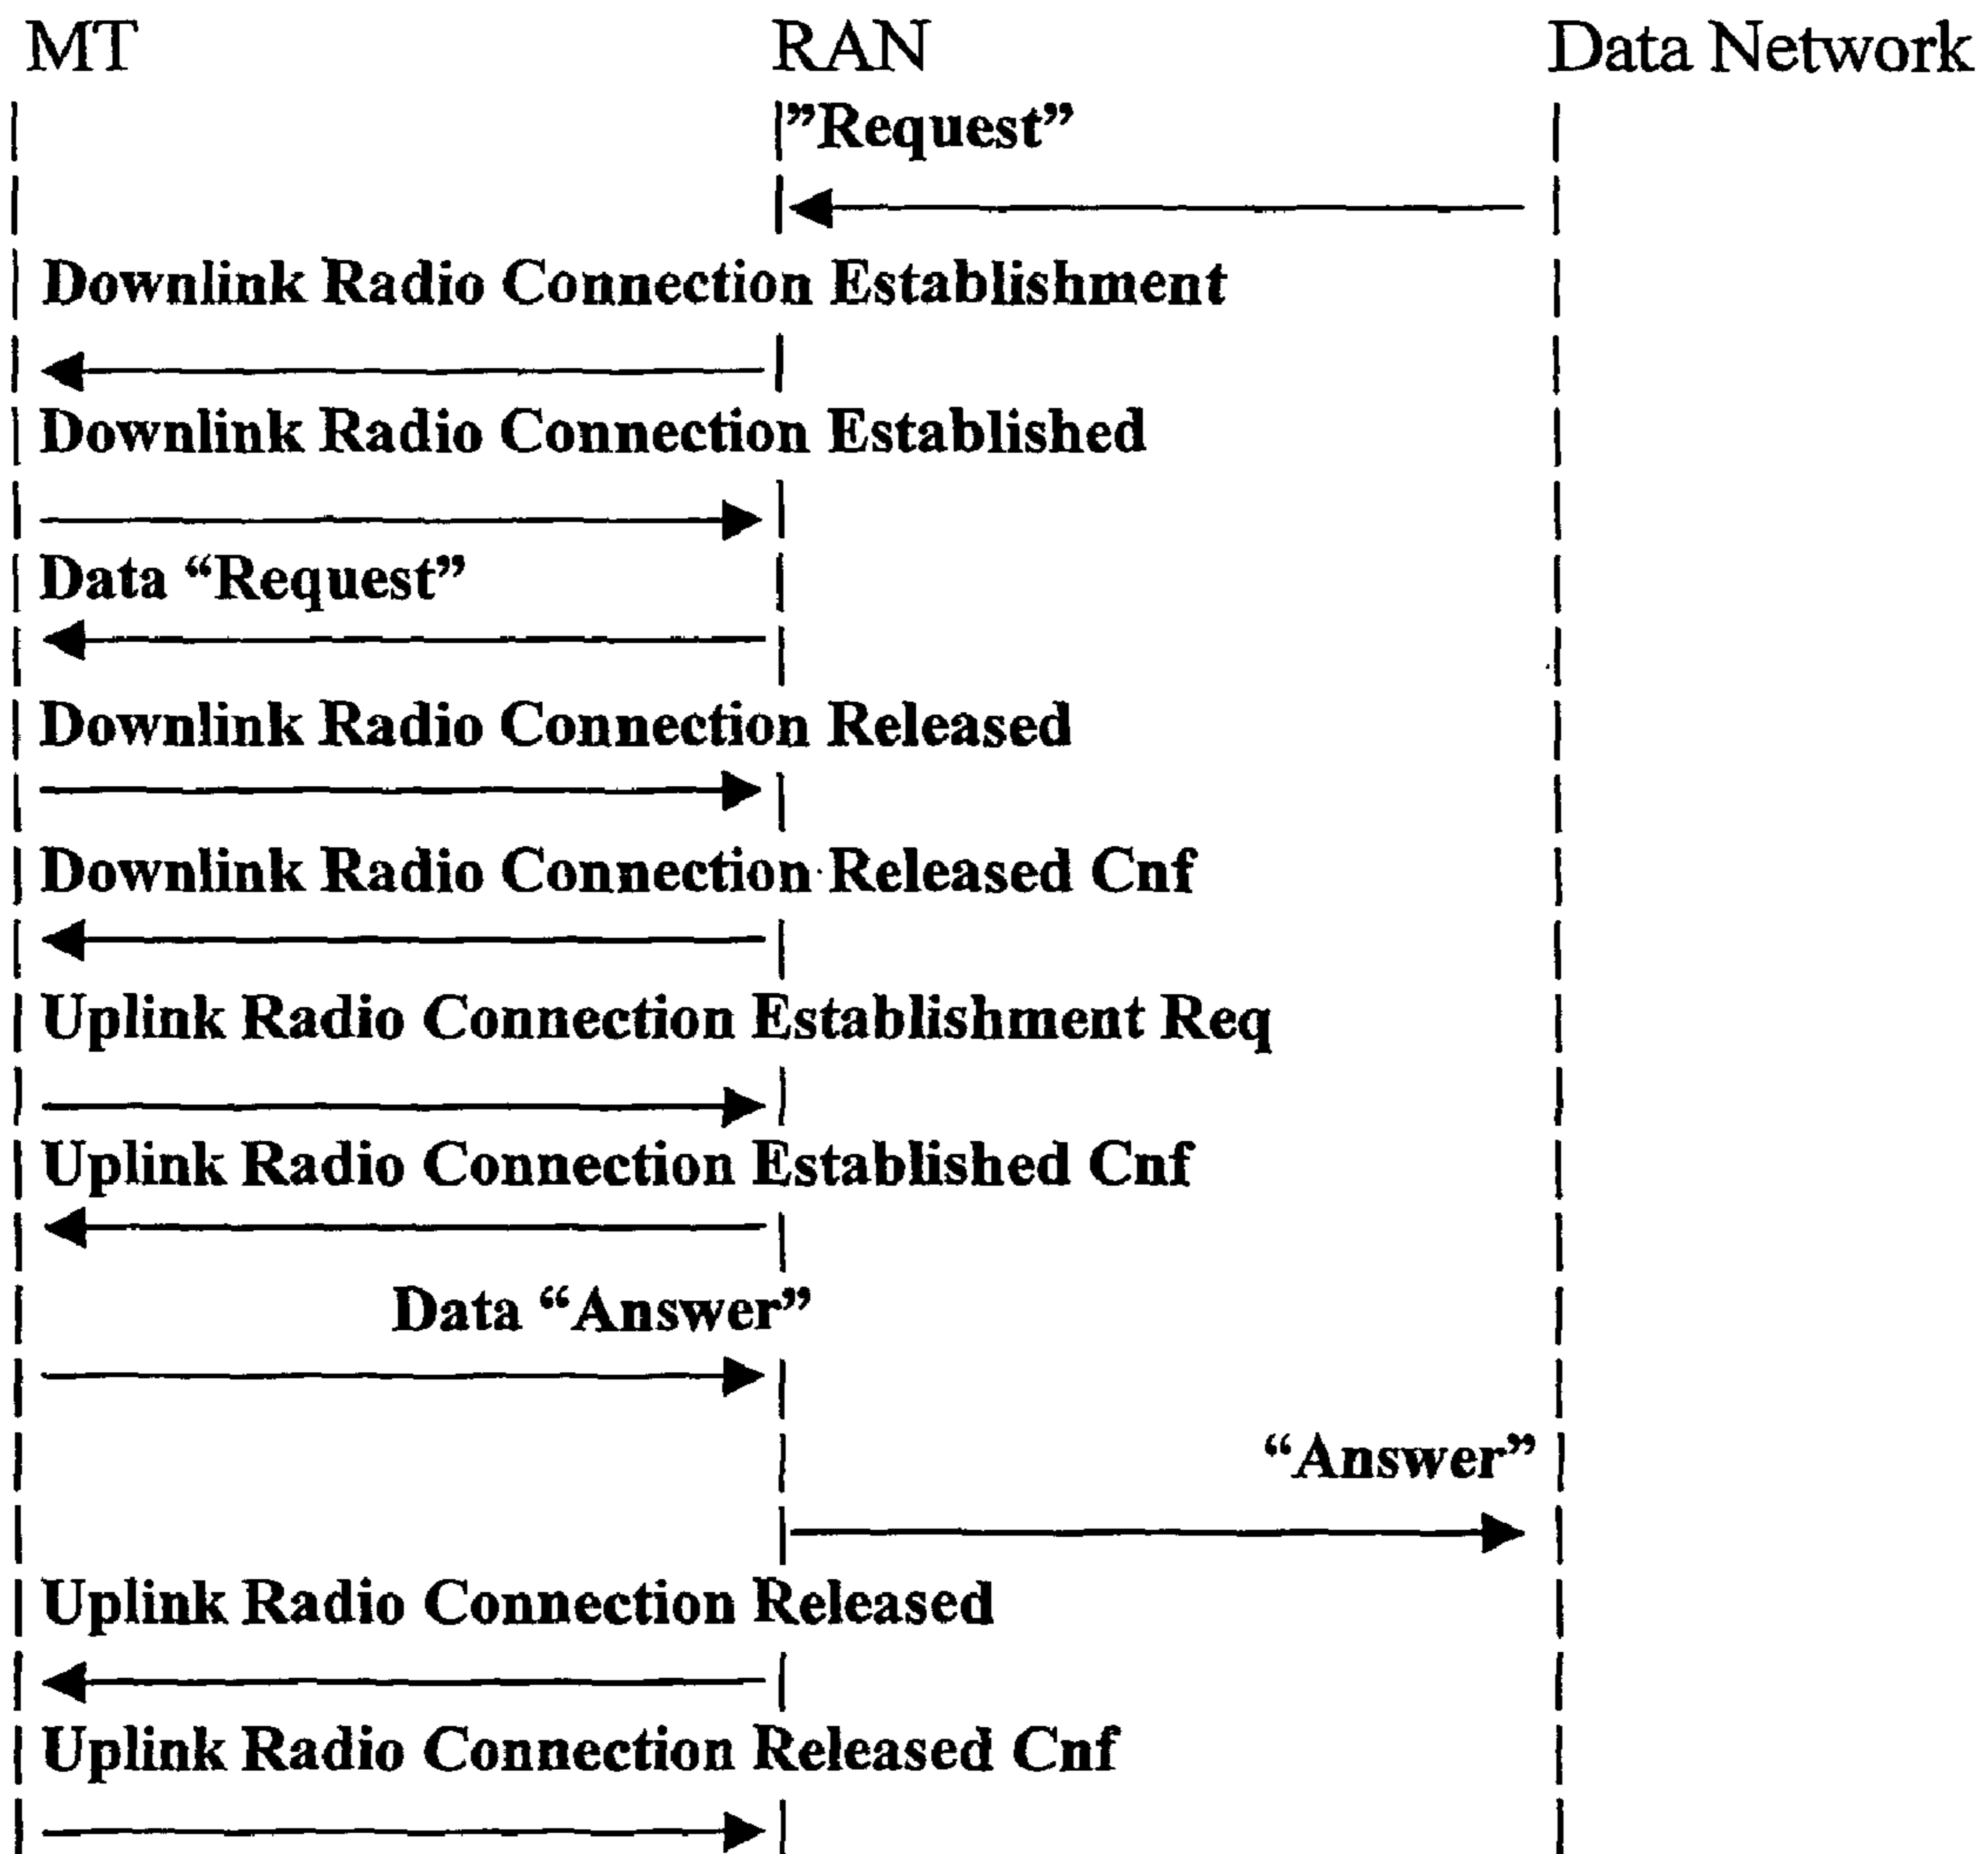 MT RAN Data Network
”Request”
Downlink Radio Connection Establishment
Downlink Radio Connection Established
Data “Request”
Downlink Radio Connection Released
Downlink Radio Connection Released Cnf
Uplink Radio Connection Establishment Req
Uplink Radio Connection Established Cnf
Data “Answer”
“Answer”
Uplink Radio Connection Released
Uplink Radio Connection Released Cnf